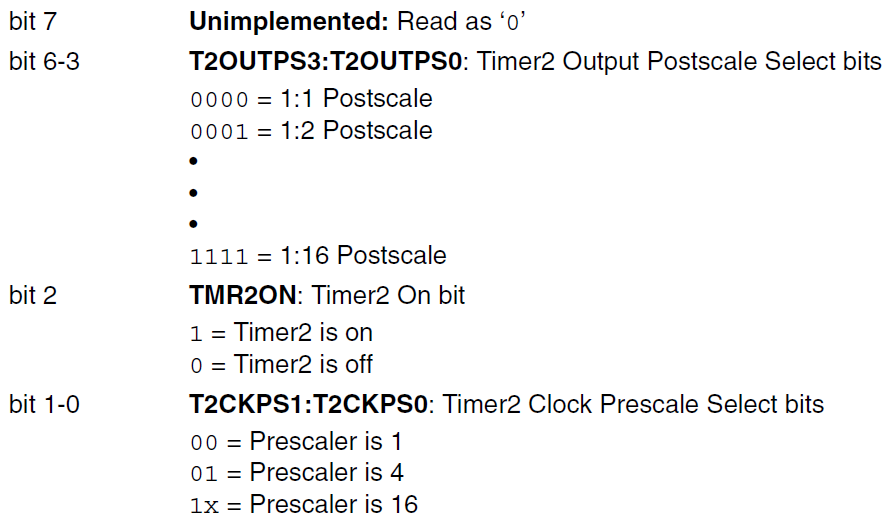 bit 7 Unimplemented: Read as ‘0’
bit 6-3 T2OUTPS3:T2OUTPS0: Timer2 Output Postscale Select bits
0000 = 1:1 Postscale
0001 = 1:2 Postscale
•
•
•
1111 = 1:16 Postscale
bit 2 TMR2ON: Timer2 On bit
1 = Timer2 is on
0 = Timer2 is off
bit 1-0 T2CKPS1:T2CKPS0: Timer2 Clock Prescale Select bits
00 = Prescaler is 1
01 = Prescaler is 4
1x = Prescaler is 16